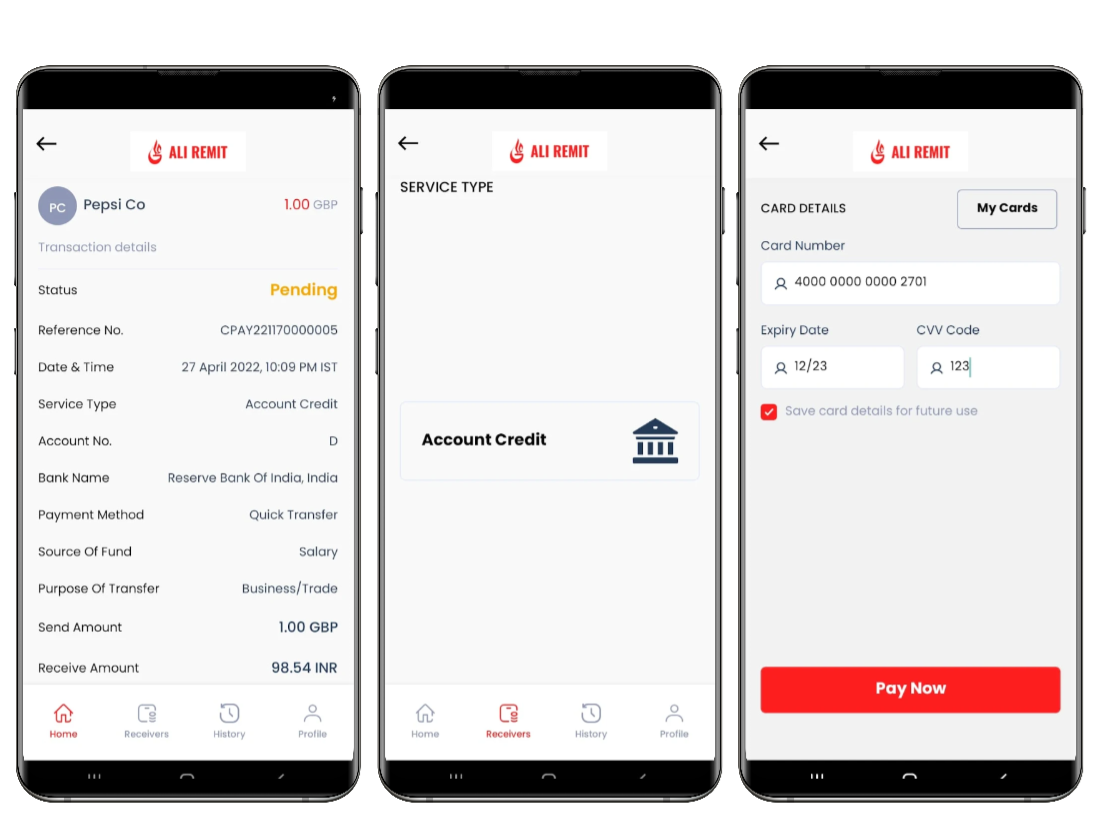 ALI REMIT
PC Pepsi Co 1.00 GBP
Transaction details
Status Pending
Reference No. CPAY221170000005
Date & Time 27 April 2022, 10:09 PM IST
Service Type Account Credit
Account No. D
Bank Name Reserve Bank Of India, India
Payment Method Quick Transfer
Source Of Fund Salary
Purpose Of Transfer Business/Trade
Send Amount 1.00 GBP
Receive Amount 98.54 INR
Home Receivers History Profile
ALI REMIT
SERVICE TYPE
Account Credit
Home Receivers History Profile
ALI REMIT
CARD DETAILS My Cards
Card Number
4000 0000 0000 2701
Expiry Date CVV Code
12/23 123
Save card details for future use
Pay Now